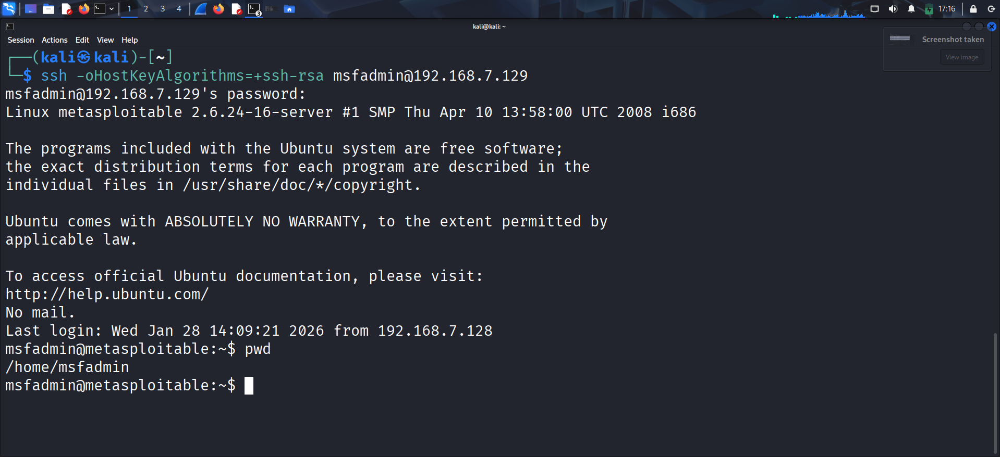 1 2 3 4
3
17:16
kali@kali: ~
Session Actions Edit View Help
Screenshot taken
View image
┌──(kali㉿kali)-[~]
└─$ ssh -oHostKeyAlgorithms=+ssh-rsa msfadmin@192.168.7.129
msfadmin@192.168.7.129's password:
Linux metasploitable 2.6.24-16-server #1 SMP Thu Apr 10 13:58:00 UTC 2008 i686
The programs included with the Ubuntu system are free software;
the exact distribution terms for each program are described in the
individual files in /usr/share/doc/*/copyright.
Ubuntu comes with ABSOLUTELY NO WARRANTY, to the extent permitted by
applicable law.
To access official Ubuntu documentation, please visit:
http://help.ubuntu.com/
No mail.
Last login: Wed Jan 28 14:09:21 2026 from 192.168.7.128
msfadmin@metasploitable:~$ pwd
/home/msfadmin
msfadmin@metasploitable:~$